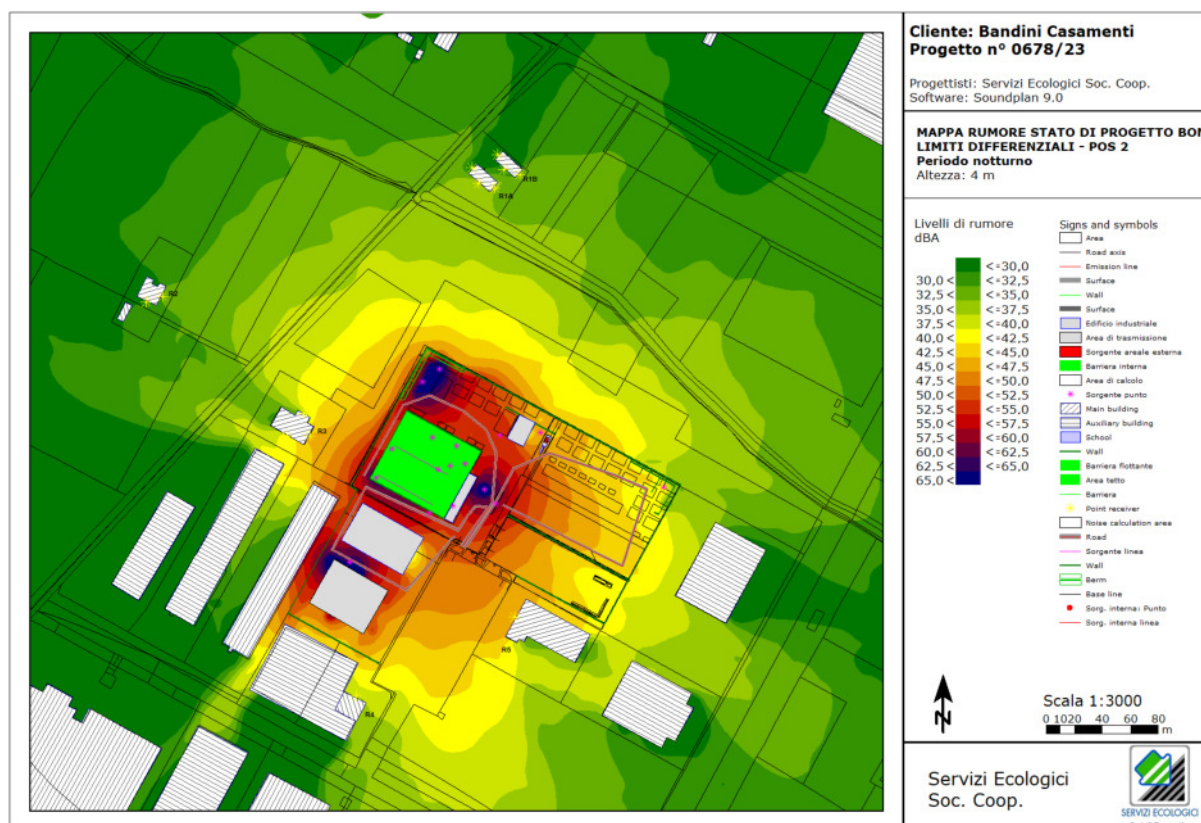 Cliente: Bandini Casamenti
Progetto n° 0678/23
Progettisti: Servizi Ecologici Soc. Coop.
Software: Soundplan 9.0
MAPPA RUMORE STATO DI PROGETTO
LIMITI DIFFERENZIALI - POS 2
Periodo notturno
Altezza: 4 m
Livelli di rumore
dBA
<=30,0
30,0 < <=32,5
32,5 < <=35,0
35,0 < <=37,5
37,5 < <=40,0
40,0 < <=42,5
42,5 < <=45,0
45,0 < <=47,5
47,5 < <=50,0
50,0 < <=52,5
52,5 < <=55,0
55,0 < <=57,5
57,5 < <=60,0
60,0 < <=62,5
62,5 < <=65,0
65,0 <
Signs and symbols
Area
Road axis
Emission line
Surface
Wall
Surface
Edificio industriale
Area di trasmissione
Sorgente areale esterna
Barriera interna
Area di calcolo
Sorgente punto
Main building
Auxiliary building
School
Wall
Barriera flottante
Area tetto
Barriera
Point receiver
Noise calculation area
Road
Sorgente linea
Wall
Berm
Base line
Sorg. interna: Punto
Sorg. interna linea
R1B
R1A
R2
R3
R5
R4
N
Scala 1:3000
0 1020 40 60 80
m
Servizi Ecologici
Soc. Coop.
SERVIZI ECOLOGICI